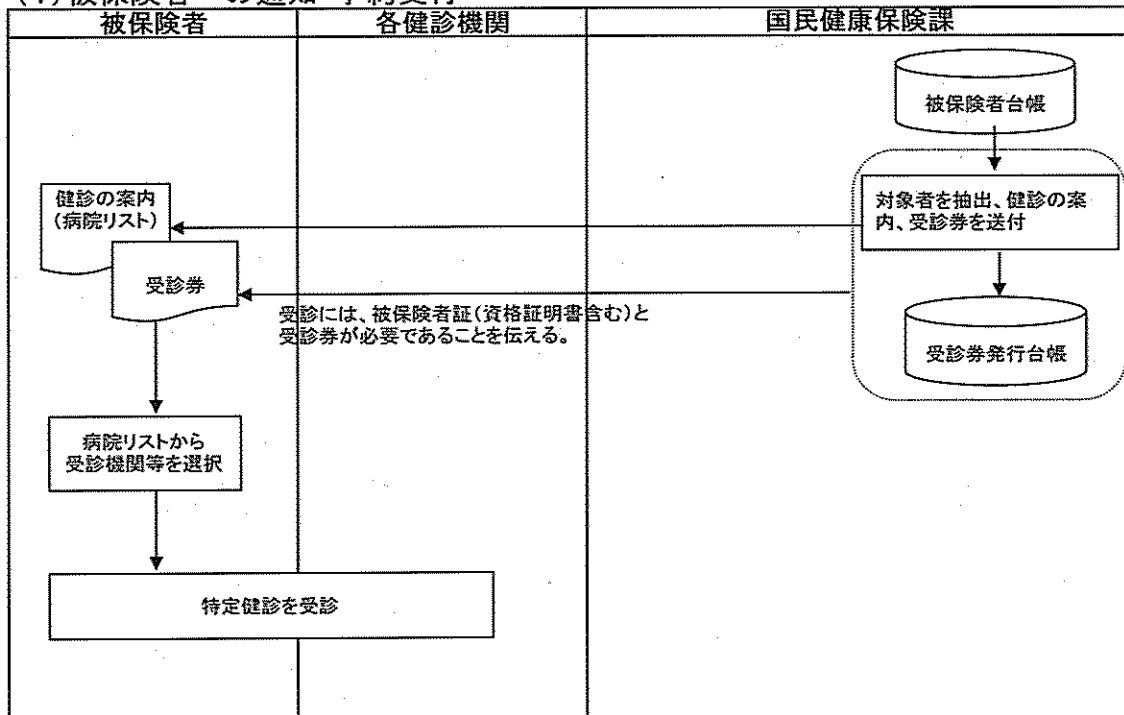 被保険者
各健診機関
国民健康保険課
被保険者台帳
健診の案内
(病院リスト)
対象者を抽出、健診の案
内、受診券を送付
受診券
受診には、被保険者証(資格証明書含む)と
受診券が必要であることを伝える。
受診券発行台帳
病院リストから
受診機関等を選択
特定健診を受診